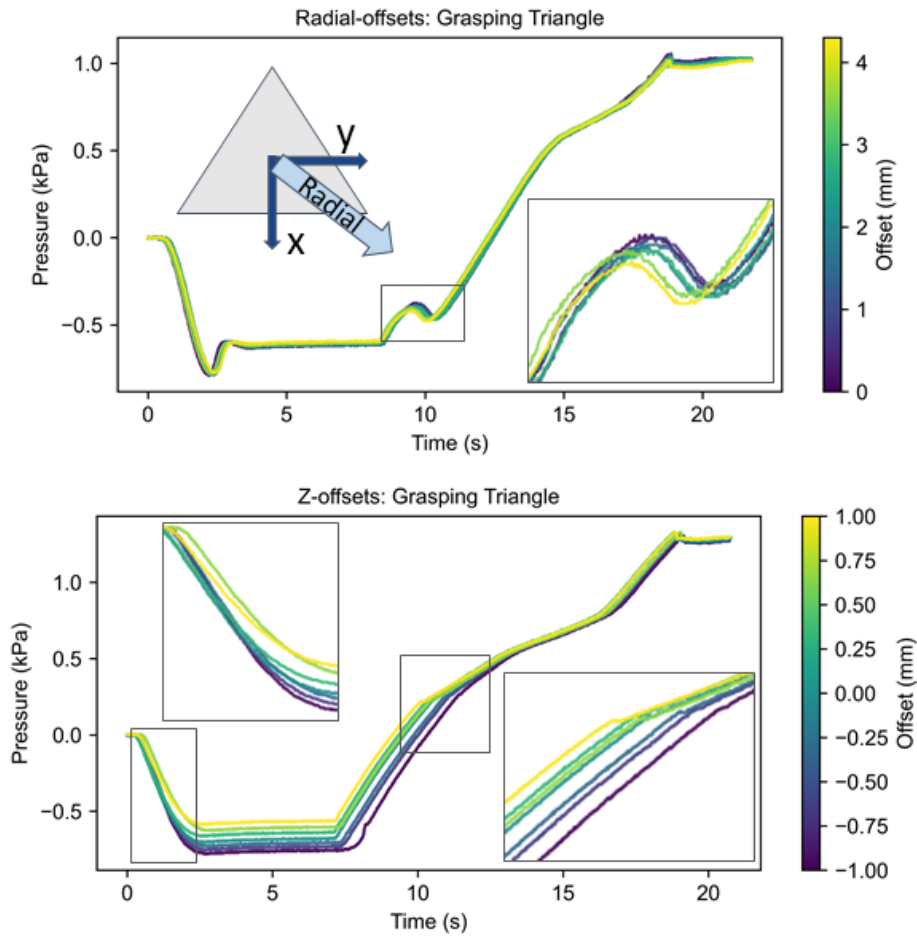 Radial-offsets: Grasping Triangle
1.0
0.5
0.0
−0.5
Pressure (kPa)
y
Radial
x
0
5
10
15
20
Time (s)
4
3
2
1
0
Offset (mm)
Z-offsets: Grasping Triangle
1.0
0.5
0.0
−0.5
Pressure (kPa)
0
5
10
15
20
Time (s)
1.00
0.75
0.50
0.25
0.00
−0.25
−0.50
−0.75
−1.00
Offset (mm)